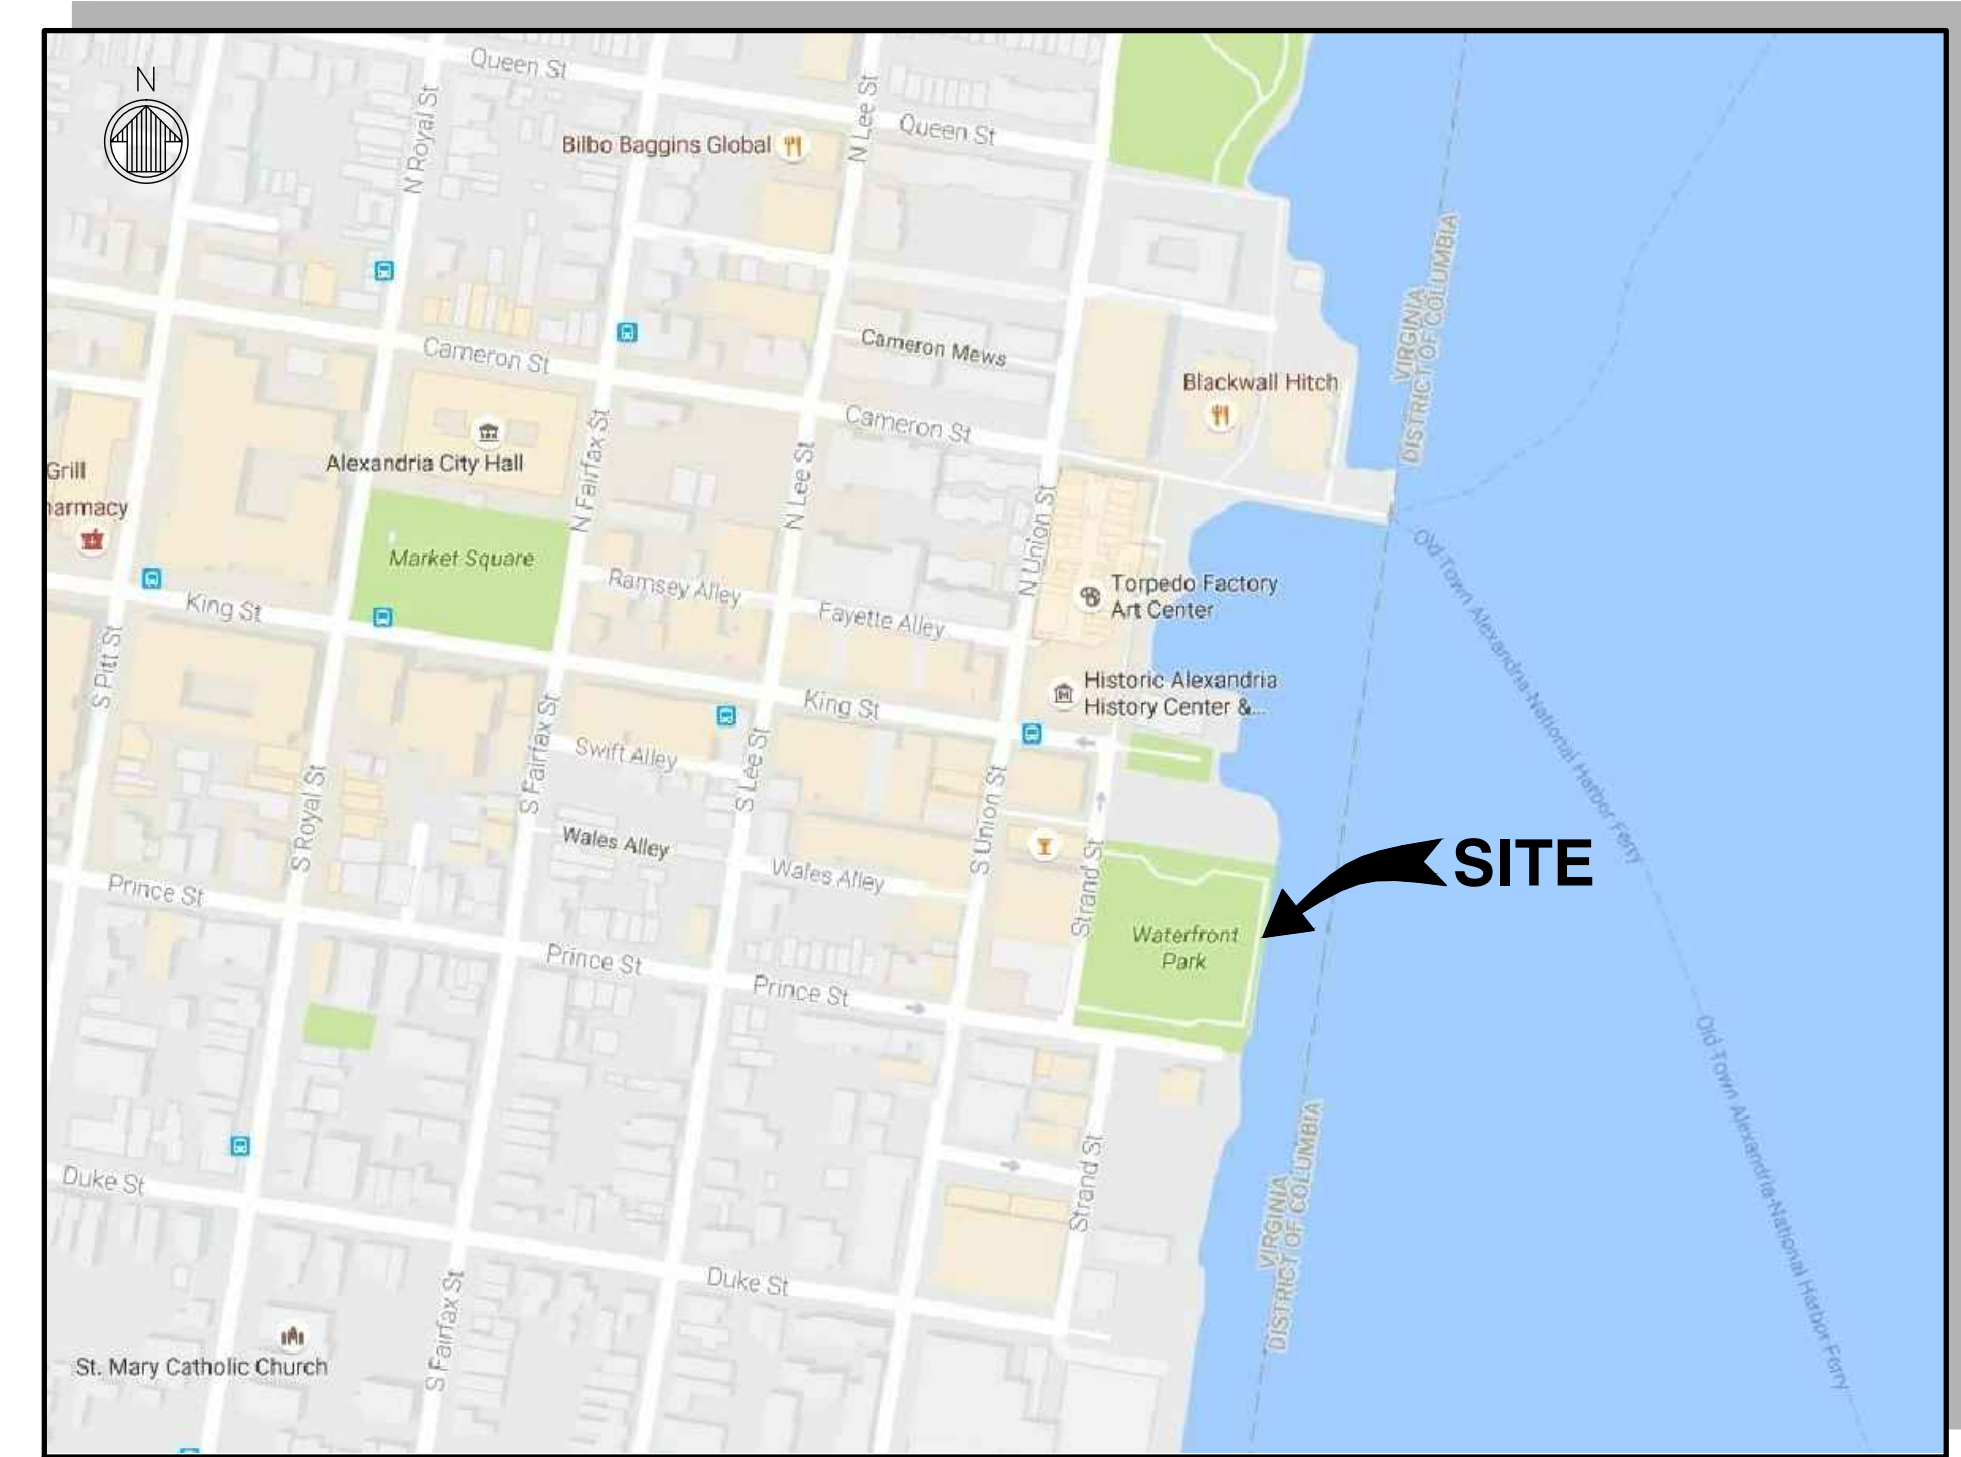 N
Queen St
N Royal St
N Lee St
Queen St
Bilbo Baggins Global
VIRGINIA
DISTRICT OF COLUMBIA
Cameron St
Cameron Mews
Blackwall Hitch
Cameron St
Alexandria City Hall
N Fairfax St
N Lee St
Grill
armacy
N Union St
Market Square
Ramsey Alley
Fayette Alley
Torpedo Factory
Art Center
Old Town Alexandria-National Harbor Ferry
King St
S Pitt St
Historic Alexandria
History Center &...
King St
S Fairfax St
Swift Alley
S Lee St
S Royal St
S Union St
Wales Alley
Wales Alley
Strand St
SITE
Prince St
Waterfront
Park
Prince St
Prince St
Old Town Alexandria-National Harbor Ferry
Duke St
Strand St
VIRGINIA
DISTRICT OF COLUMBIA
Duke St
S Fairfax St
St. Mary Catholic Church